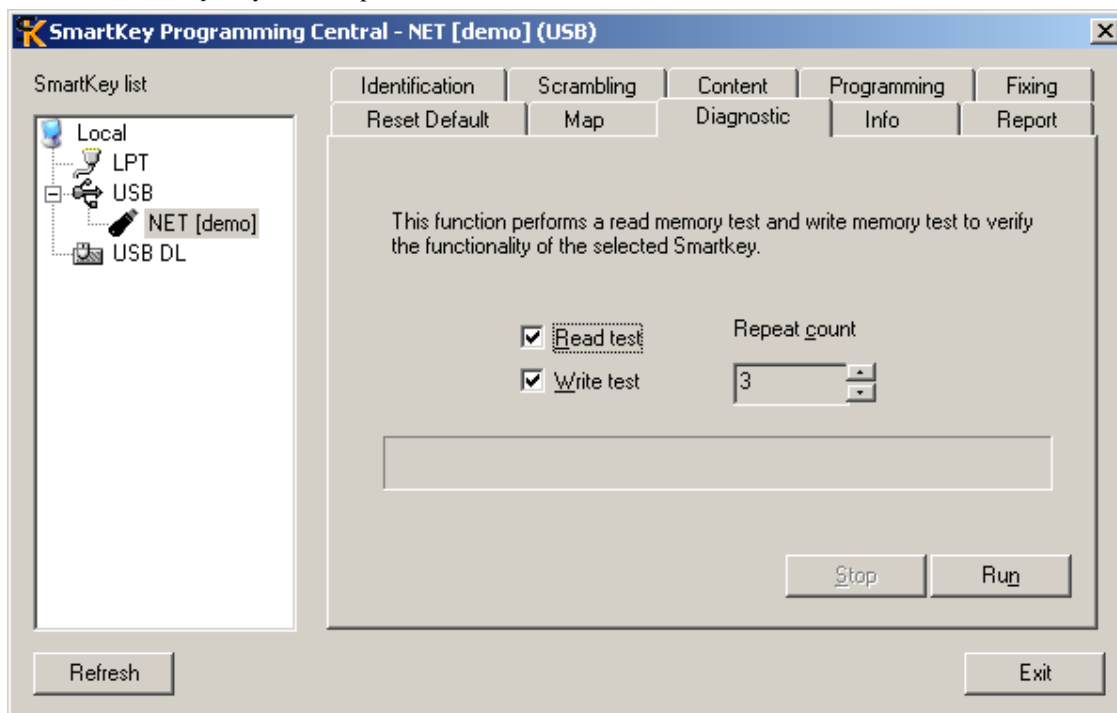 SmartKey Programming Central - NET [demo] (USB)
SmartKey list
Local
LPT
USB
NET [demo]
USB DL
Identification Scrambling Content Programming Fixing
Reset Default Map Diagnostic Info Report
This function performs a read memory test and write memory test to verify
the functionality of the selected Smartkey.
Read test
Repeat count
Write test
3
Stop Run
Refresh
Exit